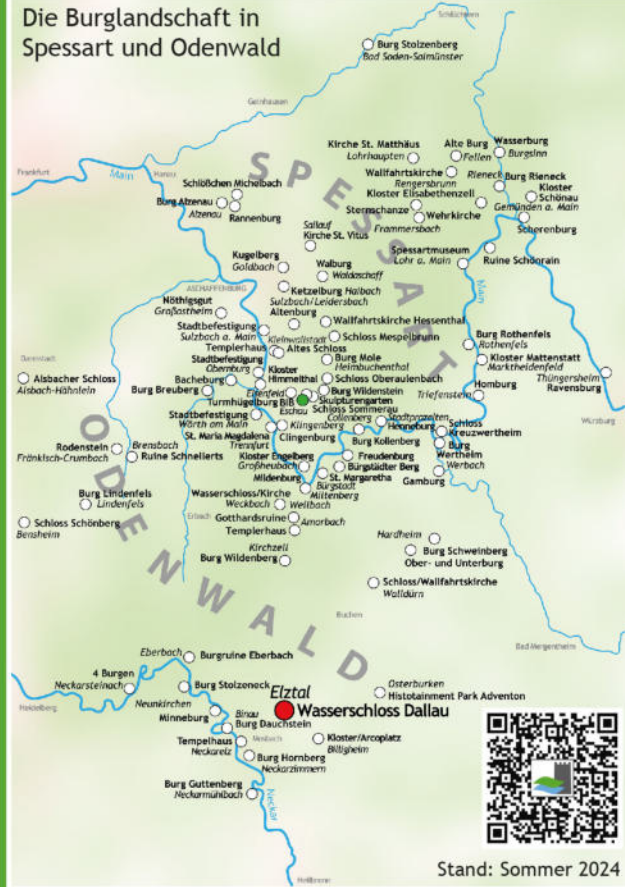 Die Burglandschaft in
Spessart und Odenwald
Schlüchtern
Burg Stolzenberg
Bad Soden-Salmünster
Gelnhausen
Kirche St. Matthäus
Lohrhaupten
Alte Burg
Fellen
Wasserburg
Burgsinn
Frankfurt
Main
Hanau
SPESSART
Wallfahrtskirche
Rengersbrunn
Rieneck
Burg Rieneck
Schlößchen Michelbach
Kloster Elisabethenzell
Kloster
Schönau
Gemünden a. Main
Burg Alzenau
Alzenau
Rannenburg
Sternschanze
Wehrkirche
Frammersbach
Scherenburg
Sailauf
Kirche St. Vitus
Spessartmuseum
Lohr a. Main
Ruine Schönrain
Kugelberg
Goldbach
Walburg
Waldaschaff
Main
ASCHAFFENBURG
Ketzelburg Haibach
Sulzbach/Leidersbach
Nöthigsgut
Großostheim
Altenburg
Wallfahrtskirche Hessenthal
Stadtbefestigung
Sulzbach a. Main
Kleinwallstadt
Schloss Mespelbrunn
Burg Rothenfels
Rothenfels
Templerhaus
Altes Schloss
Stadtbefestigung
Obernburg
Kloster
Himmelthal
Burg Mole
Heimbuchenthal
Kloster Mattenstatt
Marktheidenfeld
Darmstadt
Alsbacher Schloss
Alsbach-Hähnlein
Bacheburg
Schloss Oberaulenbach
Thüngersheim
Ravensburg
Burg Breuberg
Elsenfeld
Burg Wildenstein
Homburg
Triefenstein
Turmhügelburg BIB
Skulpturengarten
Eschau
Schloss Sommerau
Würzburg
Stadtbefestigung
Wörth am Main
Klingenberg
Collenberg
Stadtprozelten
Henneburg
Schloss
Kreuzwertheim
ODENWALD
St. Maria Magdalena
Trennfurt
Clingenburg
Burg Kollenberg
Burg
Wertheim
Werbach
Brensbach
Rodenstein
Fränkisch-Crumbach
Ruine Schnellerts
Kloster Engelberg
Großheubach
Freudenburg
Bürgstädter Berg
Mildenburg
St. Margaretha
Bürgstadt
Miltenberg
Gamburg
Burg Lindenfels
Lindenfels
Wasserschloss/Kirche
Weckbach
Weilbach
Schloss Schönberg
Bensheim
Erbach
Gotthardsruine
Amorbach
Templerhaus
Hardheim
Kirchzell
Burg Wildenberg
Burg Schweinberg
Ober- und Unterburg
Schloss/Wallfahrtskirche
Walldürn
Buchen
Bad Mergentheim
Eberbach
Burgruine Eberbach
4 Burgen
Neckarsteinach
Burg Stolzeneck
Elztal
Osterburken
Histotainment Park Adventon
Heidelberg
Neunkirchen
Minneburg
Binau
Wasserschloss Dallau
Burg Dauchstein
Tempelhaus
Neckarelz
Mosbach
Kloster/Arcoplatz
Billigheim
Burg Hornberg
Neckarzimmern
Burg Guttenberg
Neckarmühlbach
Neckar
Heilbronn
Stand: Sommer 2024